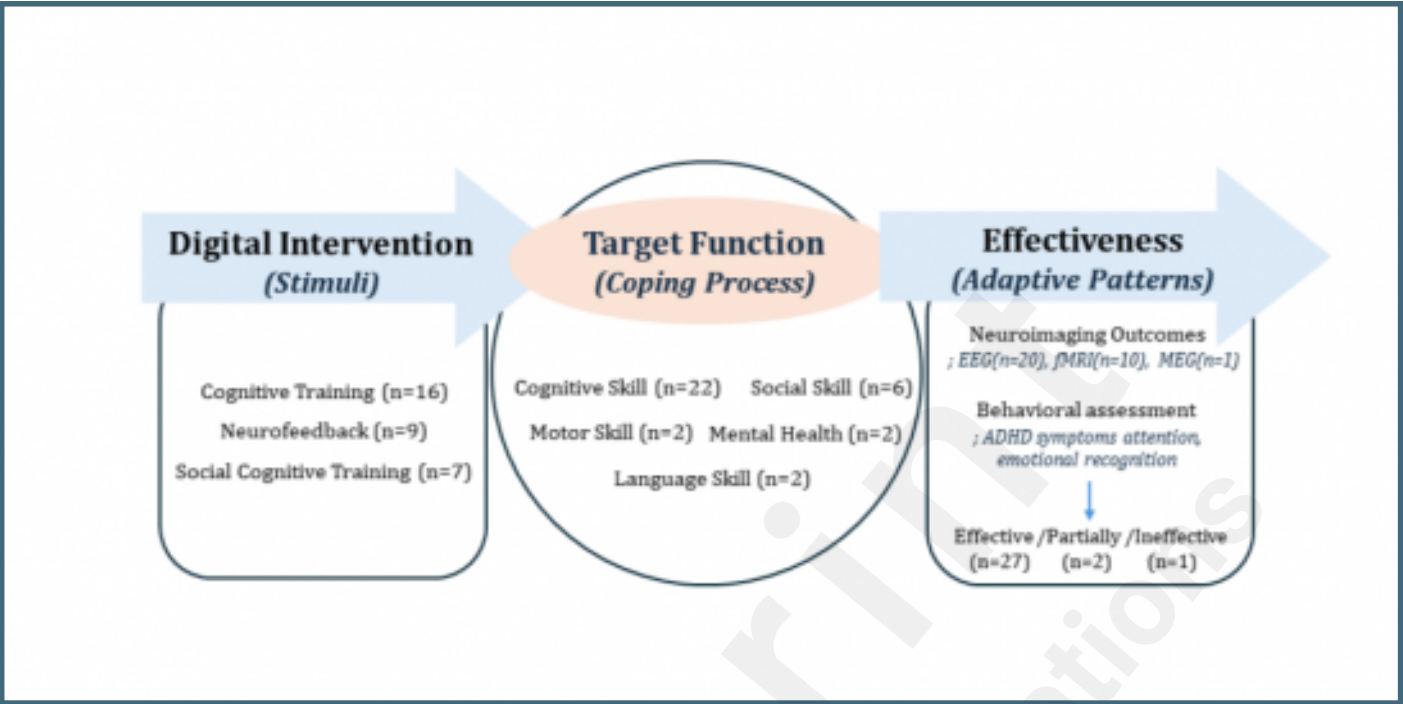 Digital Intervention
(Stimuli)
Cognitive Training (n=16)
Neurofeedback (n=9)
Social Cognitive Training (n=7)
Target Function
(Coping Process)
Cognitive Skill (n=22) Social Skill (n=6)
Motor Skill (n=2) Mental Health (n=2)
Language Skill (n=2)
Effectiveness
(Adaptive Patterns)
Neuroimaging Outcomes
; EEG(n=20), fMRI(n=10), MEG(n=1)
Behavioral assessment
; ADHD symptoms attention,
emotional recognition
Effective /Partially /Ineffective
(n=27) (n=2) (n=1)